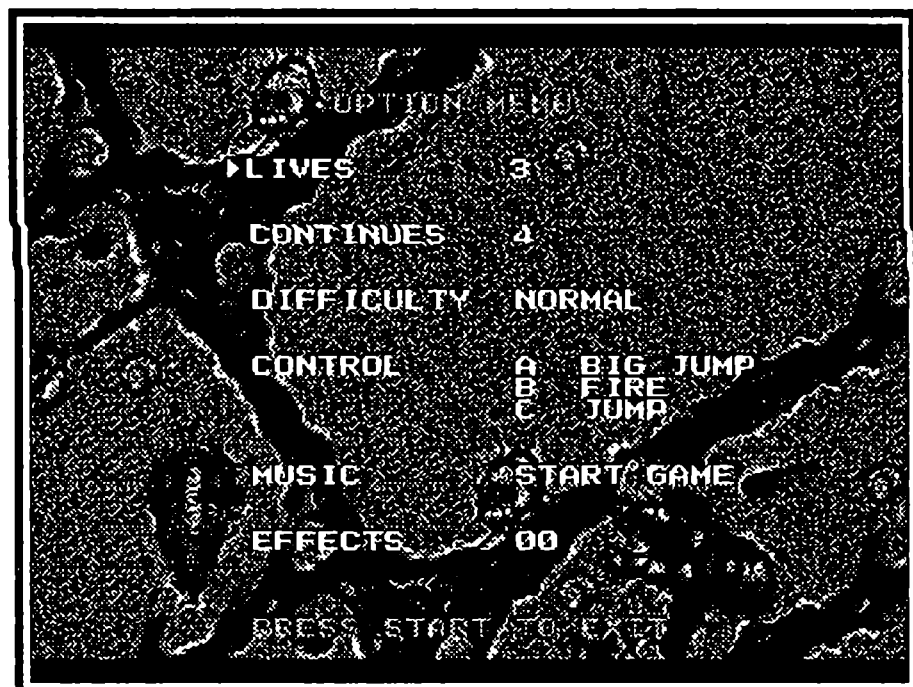 OPTION MENU
LIVES 3
CONTINUES 4
DIFFICULTY NORMAL
CONTROL A BIG JUMP
B FIRE
C JUMP
MUSIC START GAME
EFFECTS 00
PRESS START TO EXIT